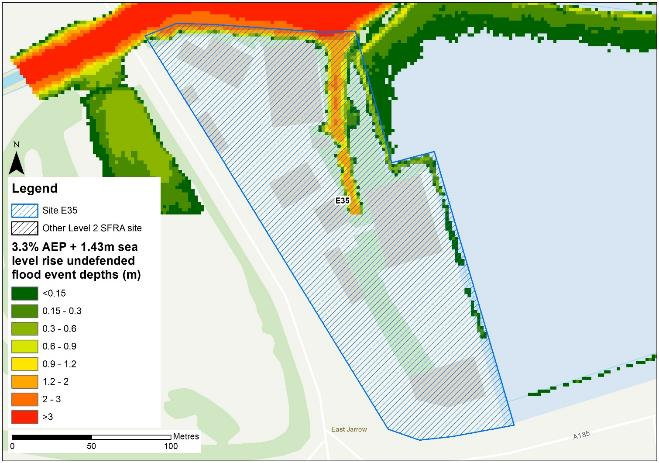 E35
N
Legend
Site E35
Other Level 2 SFRA site
3.3% AEP + 1.43m sea
level rise undefended
flood event depths (m)
<0.15
0.15 - 0.3
0.3 - 0.6
0.6 - 0.9
0.9 - 1.2
1.2 - 2
2 - 3
>3
Metres
0 50 100
East Jarrow
A185